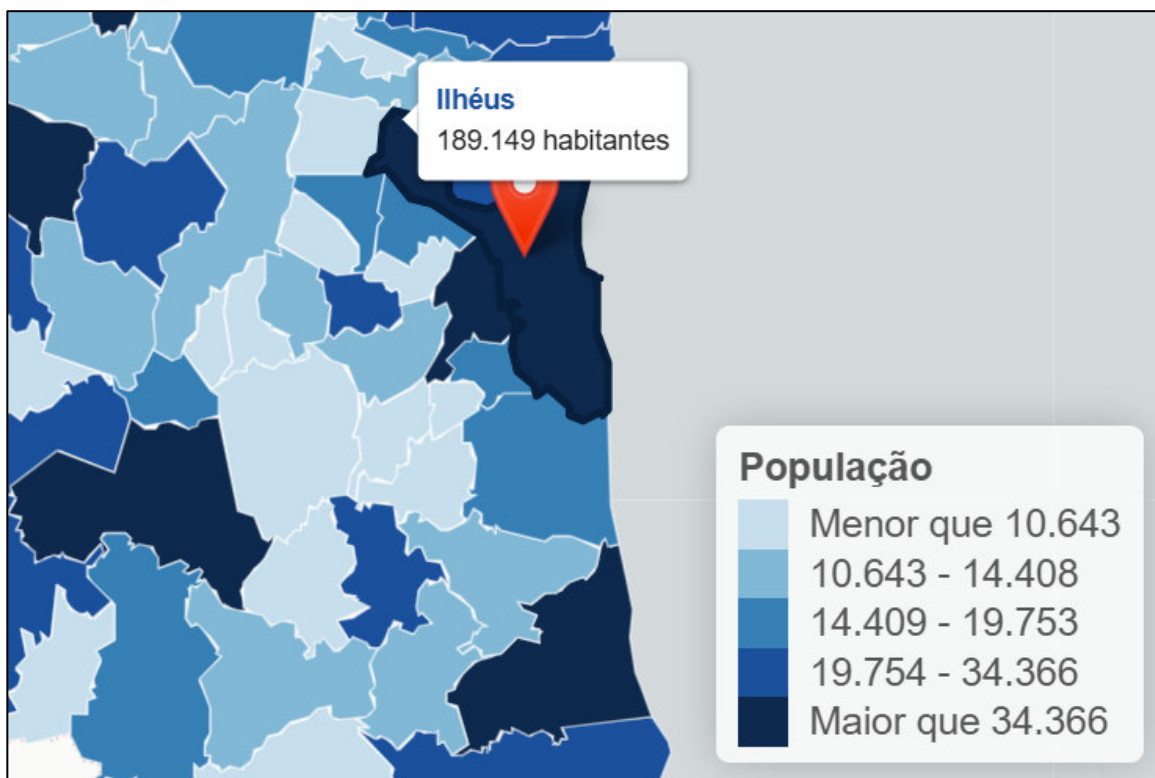 Ilhéus
189.149 habitantes
População
Menor que 10.643
10.643 - 14.408
14.409 - 19.753
19.754 - 34.366
Maior que 34.366